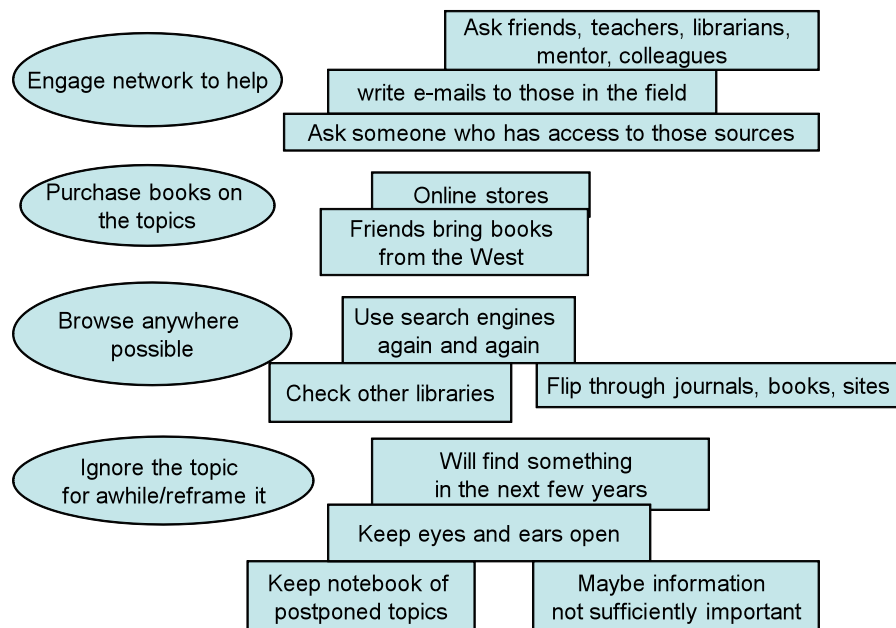 Engage network to help
Ask friends, teachers, librarians,
mentor, colleagues
write e-mails to those in the field
Ask someone who has access to those sources
Purchase books on
the topics
Online stores
Friends bring books
from the West
Browse anywhere
possible
Use search engines
again and again
Check other libraries
Flip through journals, books, sites
Ignore the topic
for awhile/reframe it
Will find something
in the next few years
Keep eyes and ears open
Keep notebook of
postponed topics
Maybe information
not sufficiently important